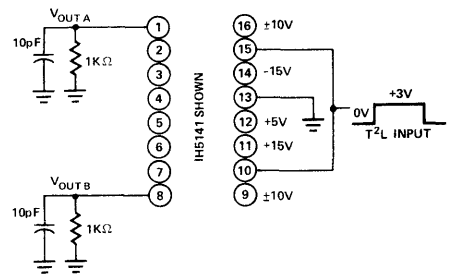 VOUT A
10pF
1KΩ
1
2
3
4
5
6
7
8
IH5141 SHOWN
16 ±10V
15
14 -15V
13
12 +5V
11 +15V
10
9 ±10V
0V
+3V
T²L INPUT
VOUT B
10pF
1KΩ